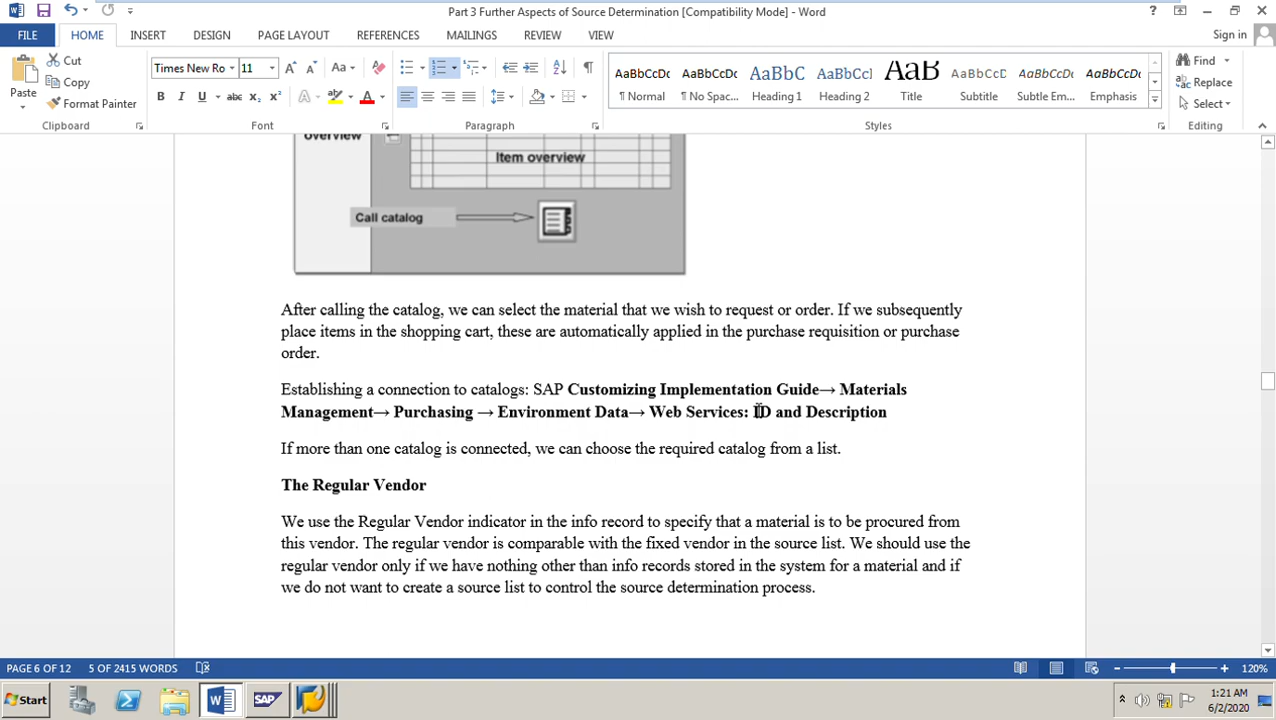 Part 3 Further Aspects of Source Determination [Compatibility Mode] - Word
FILE HOME INSERT DESIGN PAGE LAYOUT REFERENCES MAILINGS REVIEW VIEW Sign in
Paste
Cut
Copy
Format Painter
Clipboard
Times New Ro 11
Font
Paragraph
AaBbCcDc AaBbCcDc AaBbC AaBbCcI AaB AaBbCcDc AaBbCcDc AaBbCcDc
¶ Normal ¶ No Spac... Heading 1 Heading 2 Title Subtitle Subtle Em... Emphasis
Styles
Find
Replace
Select
Editing
overview
Item overview
Call catalog
After calling the catalog, we can select the material that we wish to request or order. If we subsequently
place items in the shopping cart, these are automatically applied in the purchase requisition or purchase
order.
Establishing a connection to catalogs: SAP Customizing Implementation Guide→ Materials
Management→ Purchasing → Environment Data→ Web Services: ID and Description
If more than one catalog is connected, we can choose the required catalog from a list.
The Regular Vendor
We use the Regular Vendor indicator in the info record to specify that a material is to be procured from
this vendor. The regular vendor is comparable with the fixed vendor in the source list. We should use the
regular vendor only if we have nothing other than info records stored in the system for a material and if
we do not want to create a source list to control the source determination process.
PAGE 6 OF 12 5 OF 2415 WORDS 120%
Start
SAP
1:21 AM
6/2/2020